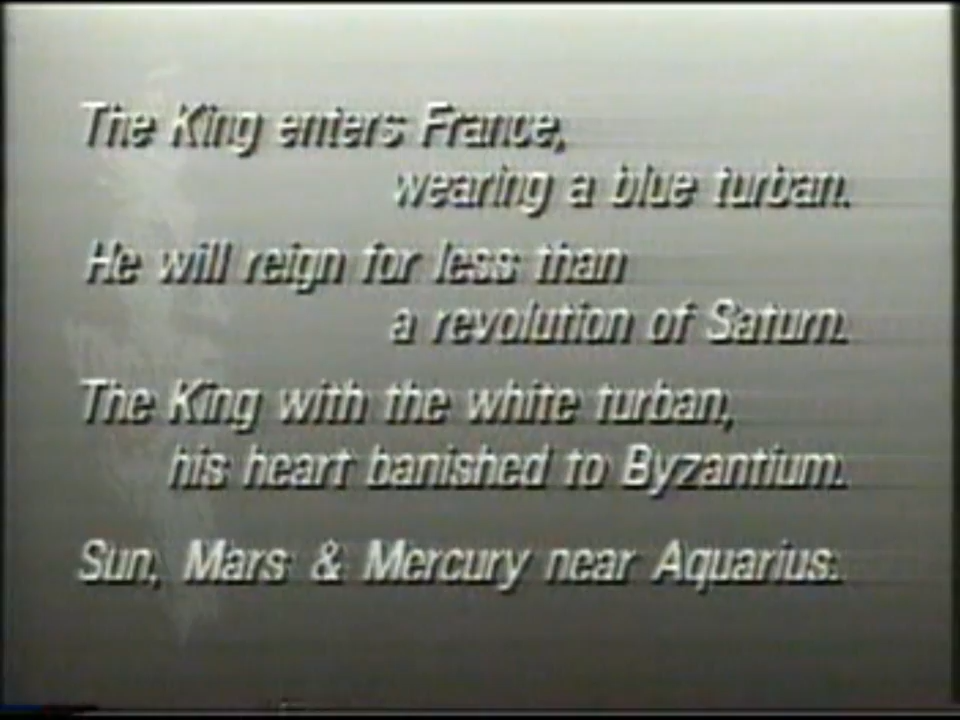 The King enters France,
wearing a blue turban.
He will reign for less than
a revolution of Saturn.
The King with the white turban,
his heart banished to Byzantium.
Sun, Mars & Mercury near Aquarius.